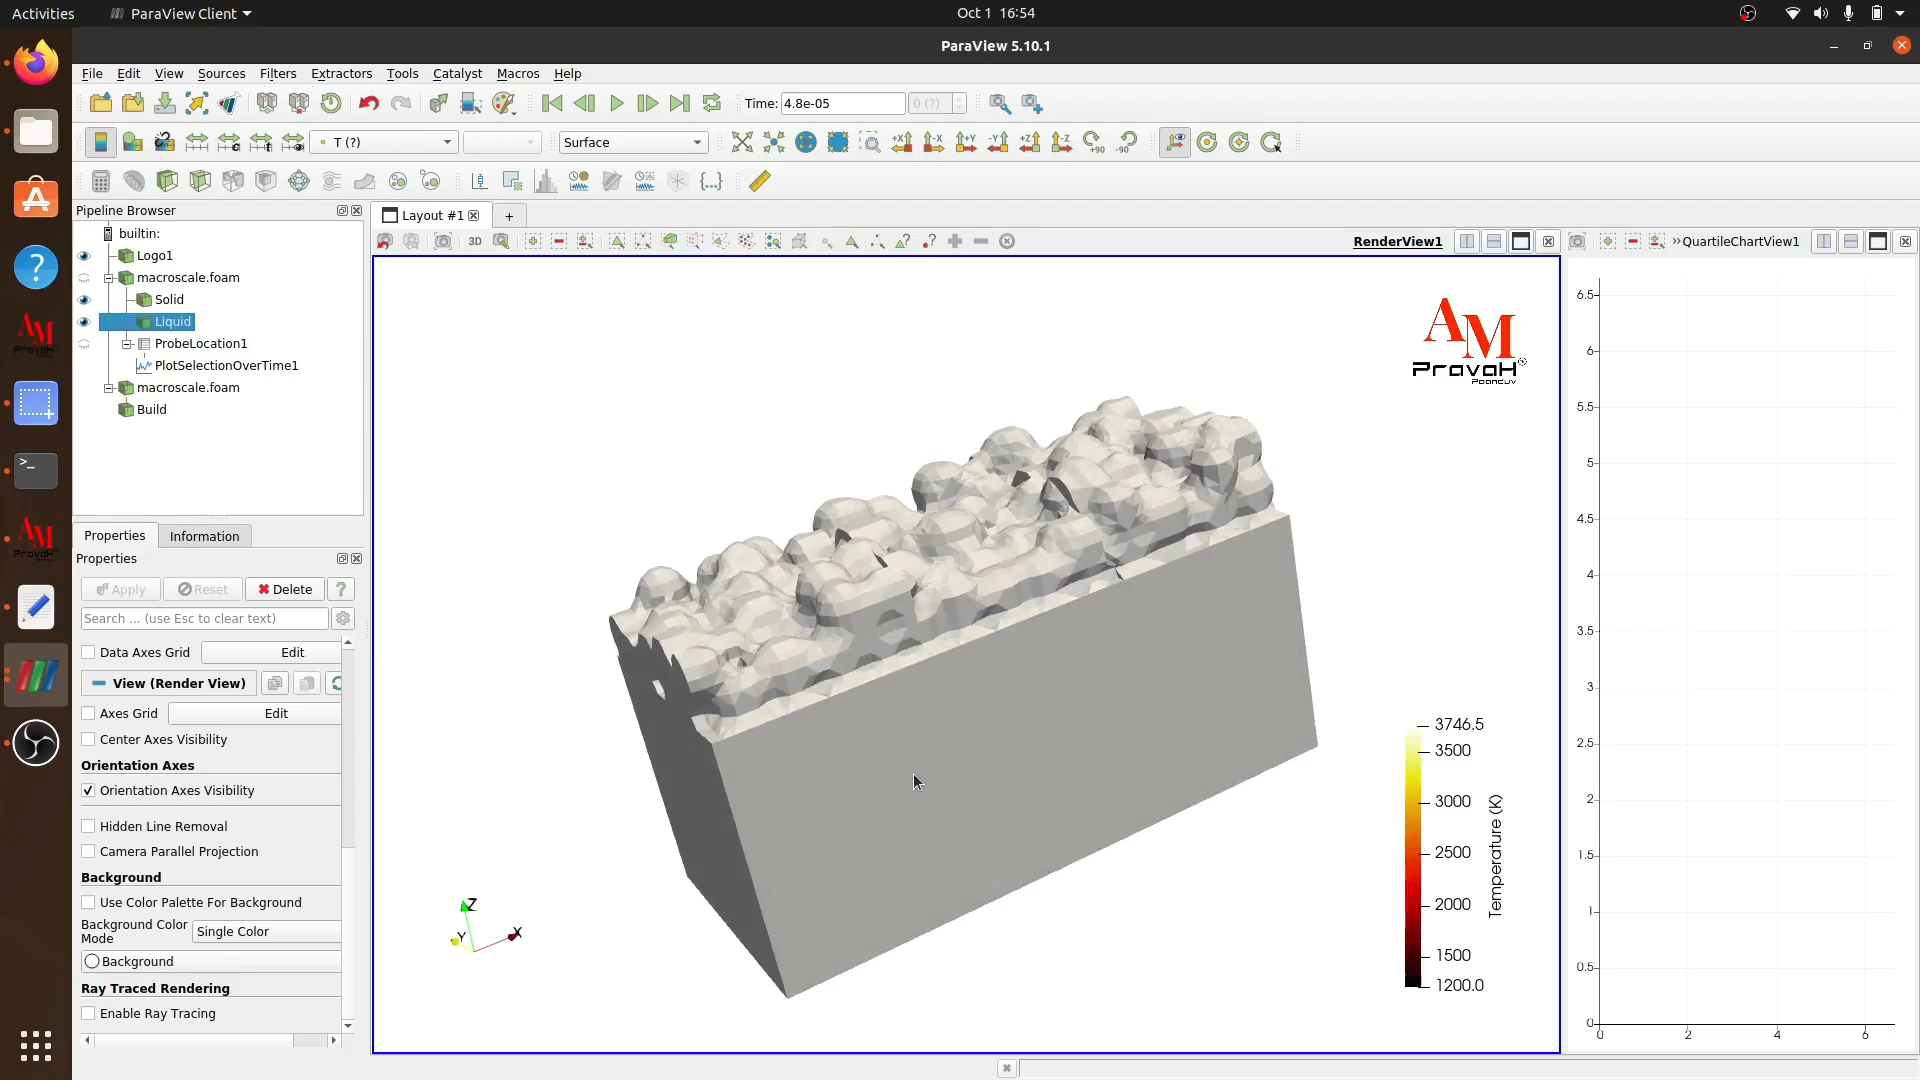 Activities
ParaView Client
Oct 1 16:54
ParaView 5.10.1
File Edit View Sources Filters Extractors Tools Catalyst Macros Help
Time: 4.8e-05 0 (?)
T (?)
Surface
+X -X +Y -Y +Z -Z +90 -90
Pipeline Browser
builtin:
Logo1
macroscale.foam
Solid
Liquid
ProbeLocation1
PlotSelectionOverTime1
macroscale.foam
Build
Layout #1
+
3D
RenderView1
QuartileChartView1
Properties Information
Properties
Apply Reset Delete ?
Search ... (use Esc to clear text)
Data Axes Grid Edit
View (Render View)
Axes Grid Edit
Center Axes Visibility
Orientation Axes
Orientation Axes Visibility
Hidden Line Removal
Camera Parallel Projection
Background
Use Color Palette For Background
Background Color Mode
Single Color
Background
Ray Traced Rendering
Enable Ray Tracing
AM
PravaH
Z
Y
X
3746.5
3500
3000
2500
2000
1500
1200.0
Temperature (K)
6.5
6
5.5
5
4.5
4
3.5
3
2.5
2
1.5
1
0.5
0
0 2 4 6